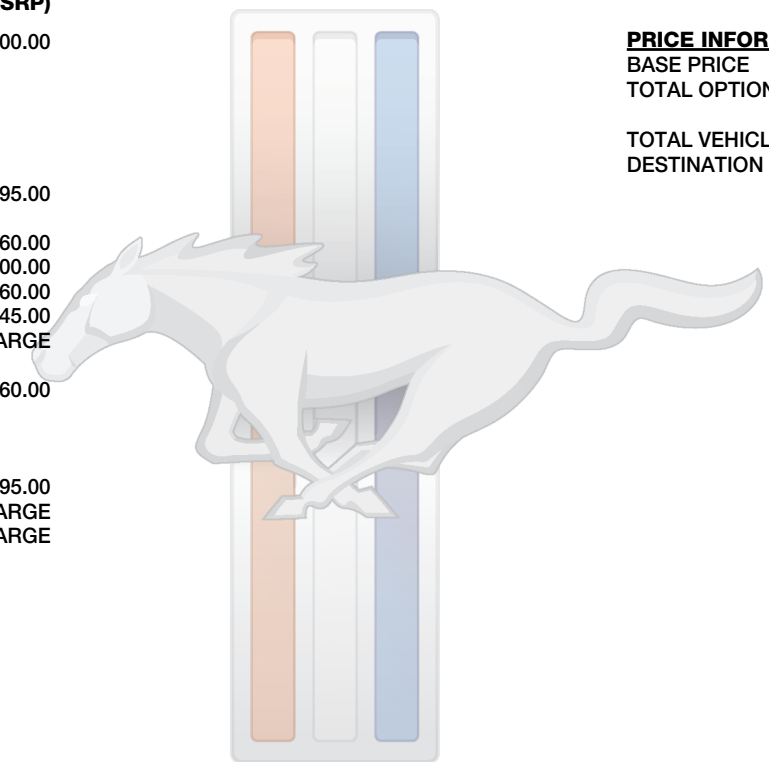 SRP)
00.00
95.00
60.00
00.00
60.00
45.00
ARGE
60.00
95.00
ARGE
ARGE
PRICE INFOR
BASE PRICE
TOTAL OPTION
TOTAL VEHICL
DESTINATION